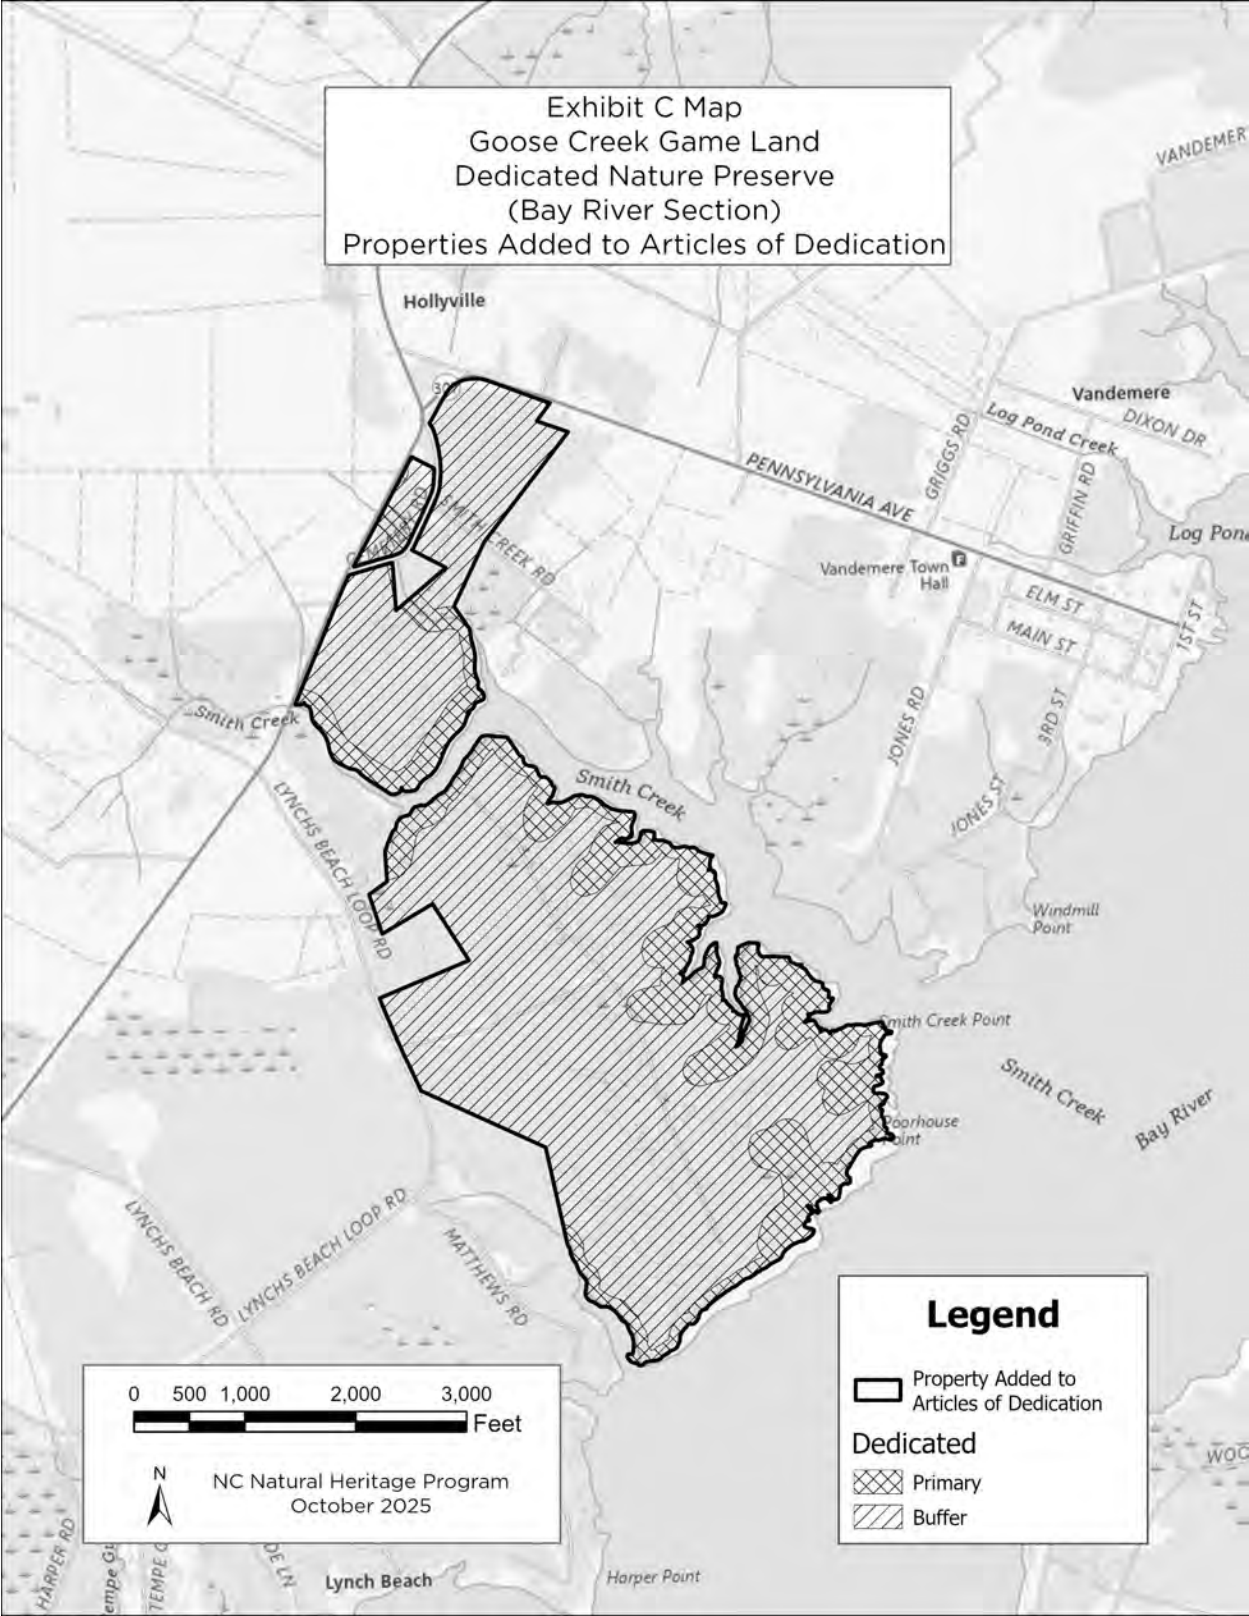 Exhibit C Map
Goose Creek Game Land
Dedicated Nature Preserve
(Bay River Section)
Properties Added to Articles of Dedication
VANDEMER
Hollyville
Vandemere
DIXON DR
Log Pond Creek
GRIGGS RD
GRIFFIN RD
PENNSYLVANIA AVE
Log Pond
SMITH CREEK RD
Vandemere Town
Hall
ELM ST
MAIN ST
1ST ST
3RD ST
JONES RD
JONES ST
Smith Creek
Smith Creek
LYNCHS BEACH LOOP RD
Windmill
Point
Smith Creek Point
Smith Creek
Bay River
Poorhouse
Point
LYNCHS BEACH RD
LYNCHS BEACH LOOP RD
MATTHEWS RD
Legend
Property Added to
Articles of Dedication
Dedicated
Primary
Buffer
0 500 1,000 2,000 3,000
Feet
N
NC Natural Heritage Program
October 2025
WOC
HARPER RD
TEMPE
DE LN
Lynch Beach
Harper Point